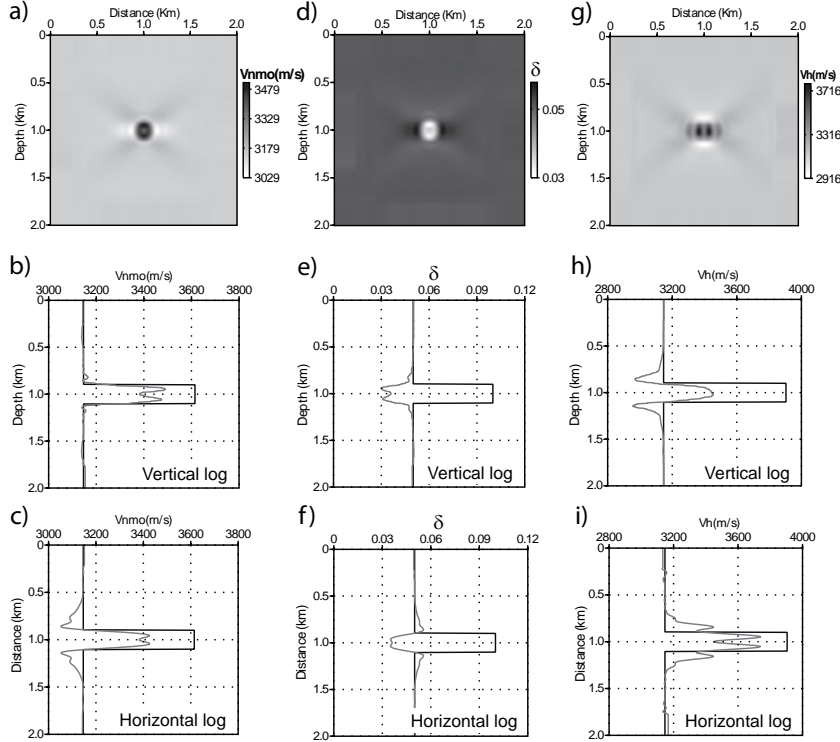 a)
Distance (Km)
0 0.5 1.0 1.5 2.0
Depth (Km)
0
0.5
1.0
1.5
2.0
Vnmo(m/s)
3479
3329
3179
3029
d)
Distance (Km)
0 0.5 1.0 1.5 2.0
Depth (Km)
0
0.5
1.0
1.5
2.0
δ
0.05
0.03
g)
Distance (Km)
0 0.5 1.0 1.5 2.0
Depth (Km)
0
0.5
1.0
1.5
2.0
Vh(m/s)
3716
3316
2916
b)
Vnmo(m/s)
3000 3200 3400 3600 3800
Depth (km)
0
0.5
1.0
1.5
2.0
Vertical log
e)
δ
0 0.03 0.06 0.09 0.12
Depth (km)
0
0.5
1.0
1.5
2.0
Vertical log
h)
Vh(m/s)
2800 3200 3600 4000
Depth (km)
0
0.5
1.0
1.5
2.0
Vertical log
c)
Vnmo(m/s)
3000 3200 3400 3600 3800
Distance (km)
0
0.5
1.0
1.5
2.0
Horizontal log
f)
δ
0 0.03 0.06 0.09 0.12
Distance (km)
0
0.5
1.0
1.5
2.0
Horizontal log
i)
Vh(m/s)
2800 3200 3600 4000
Distance (km)
0
0.5
1.0
1.5
2.0
Horizontal log